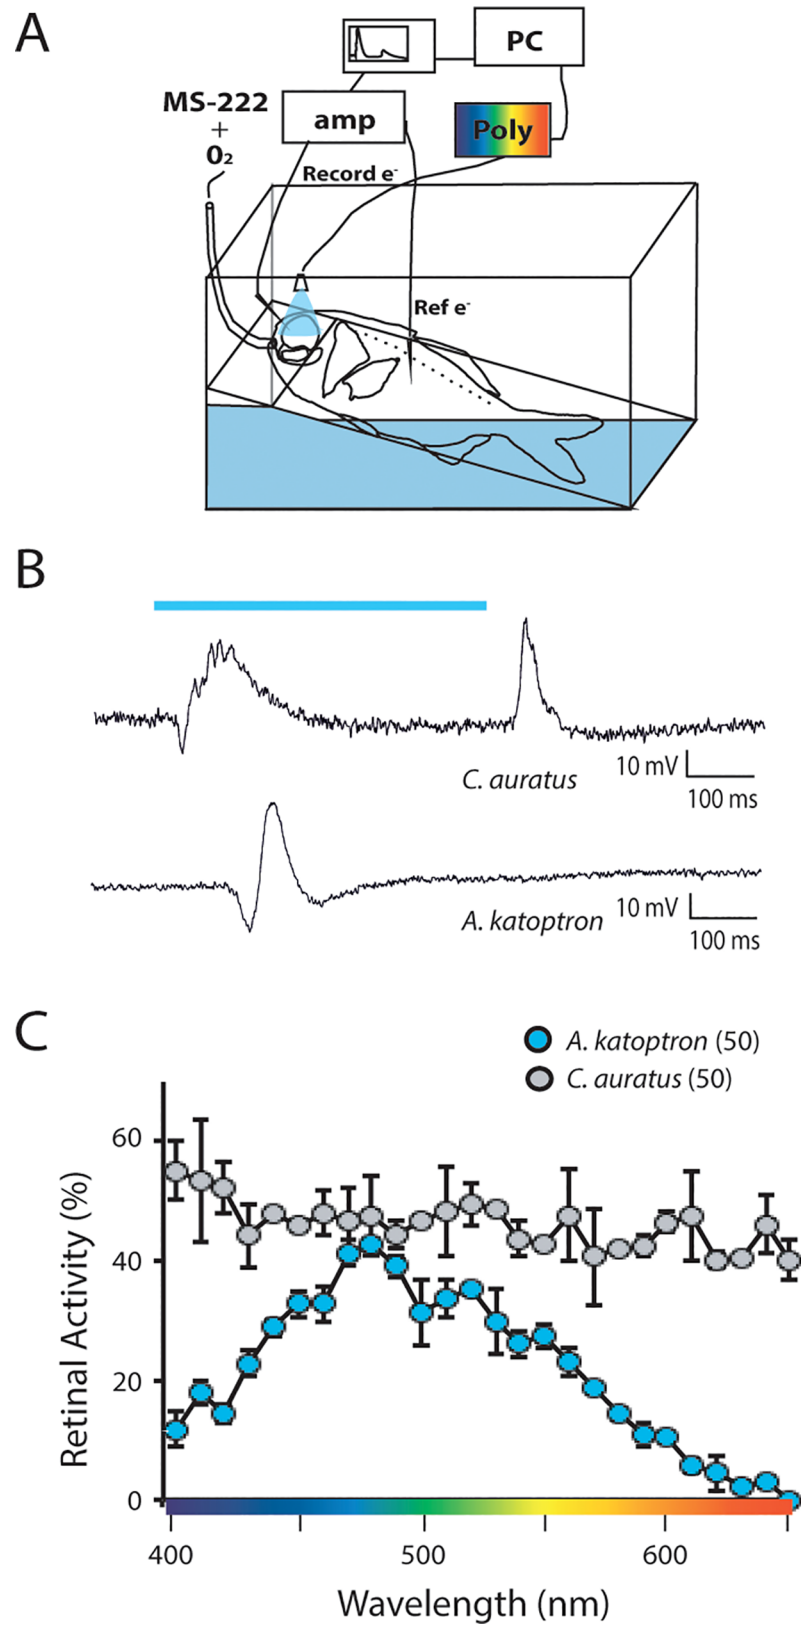 A
PC
MS-222
+
O₂
amp
Poly
Record e⁻
Ref e⁻
B
10 mV
C. auratus
100 ms
10 mV
A. katoptron
100 ms
C
A. katoptron (50)
C. auratus (50)
Retinal Activity (%)
60
40
20
0
400 500 600
Wavelength (nm)